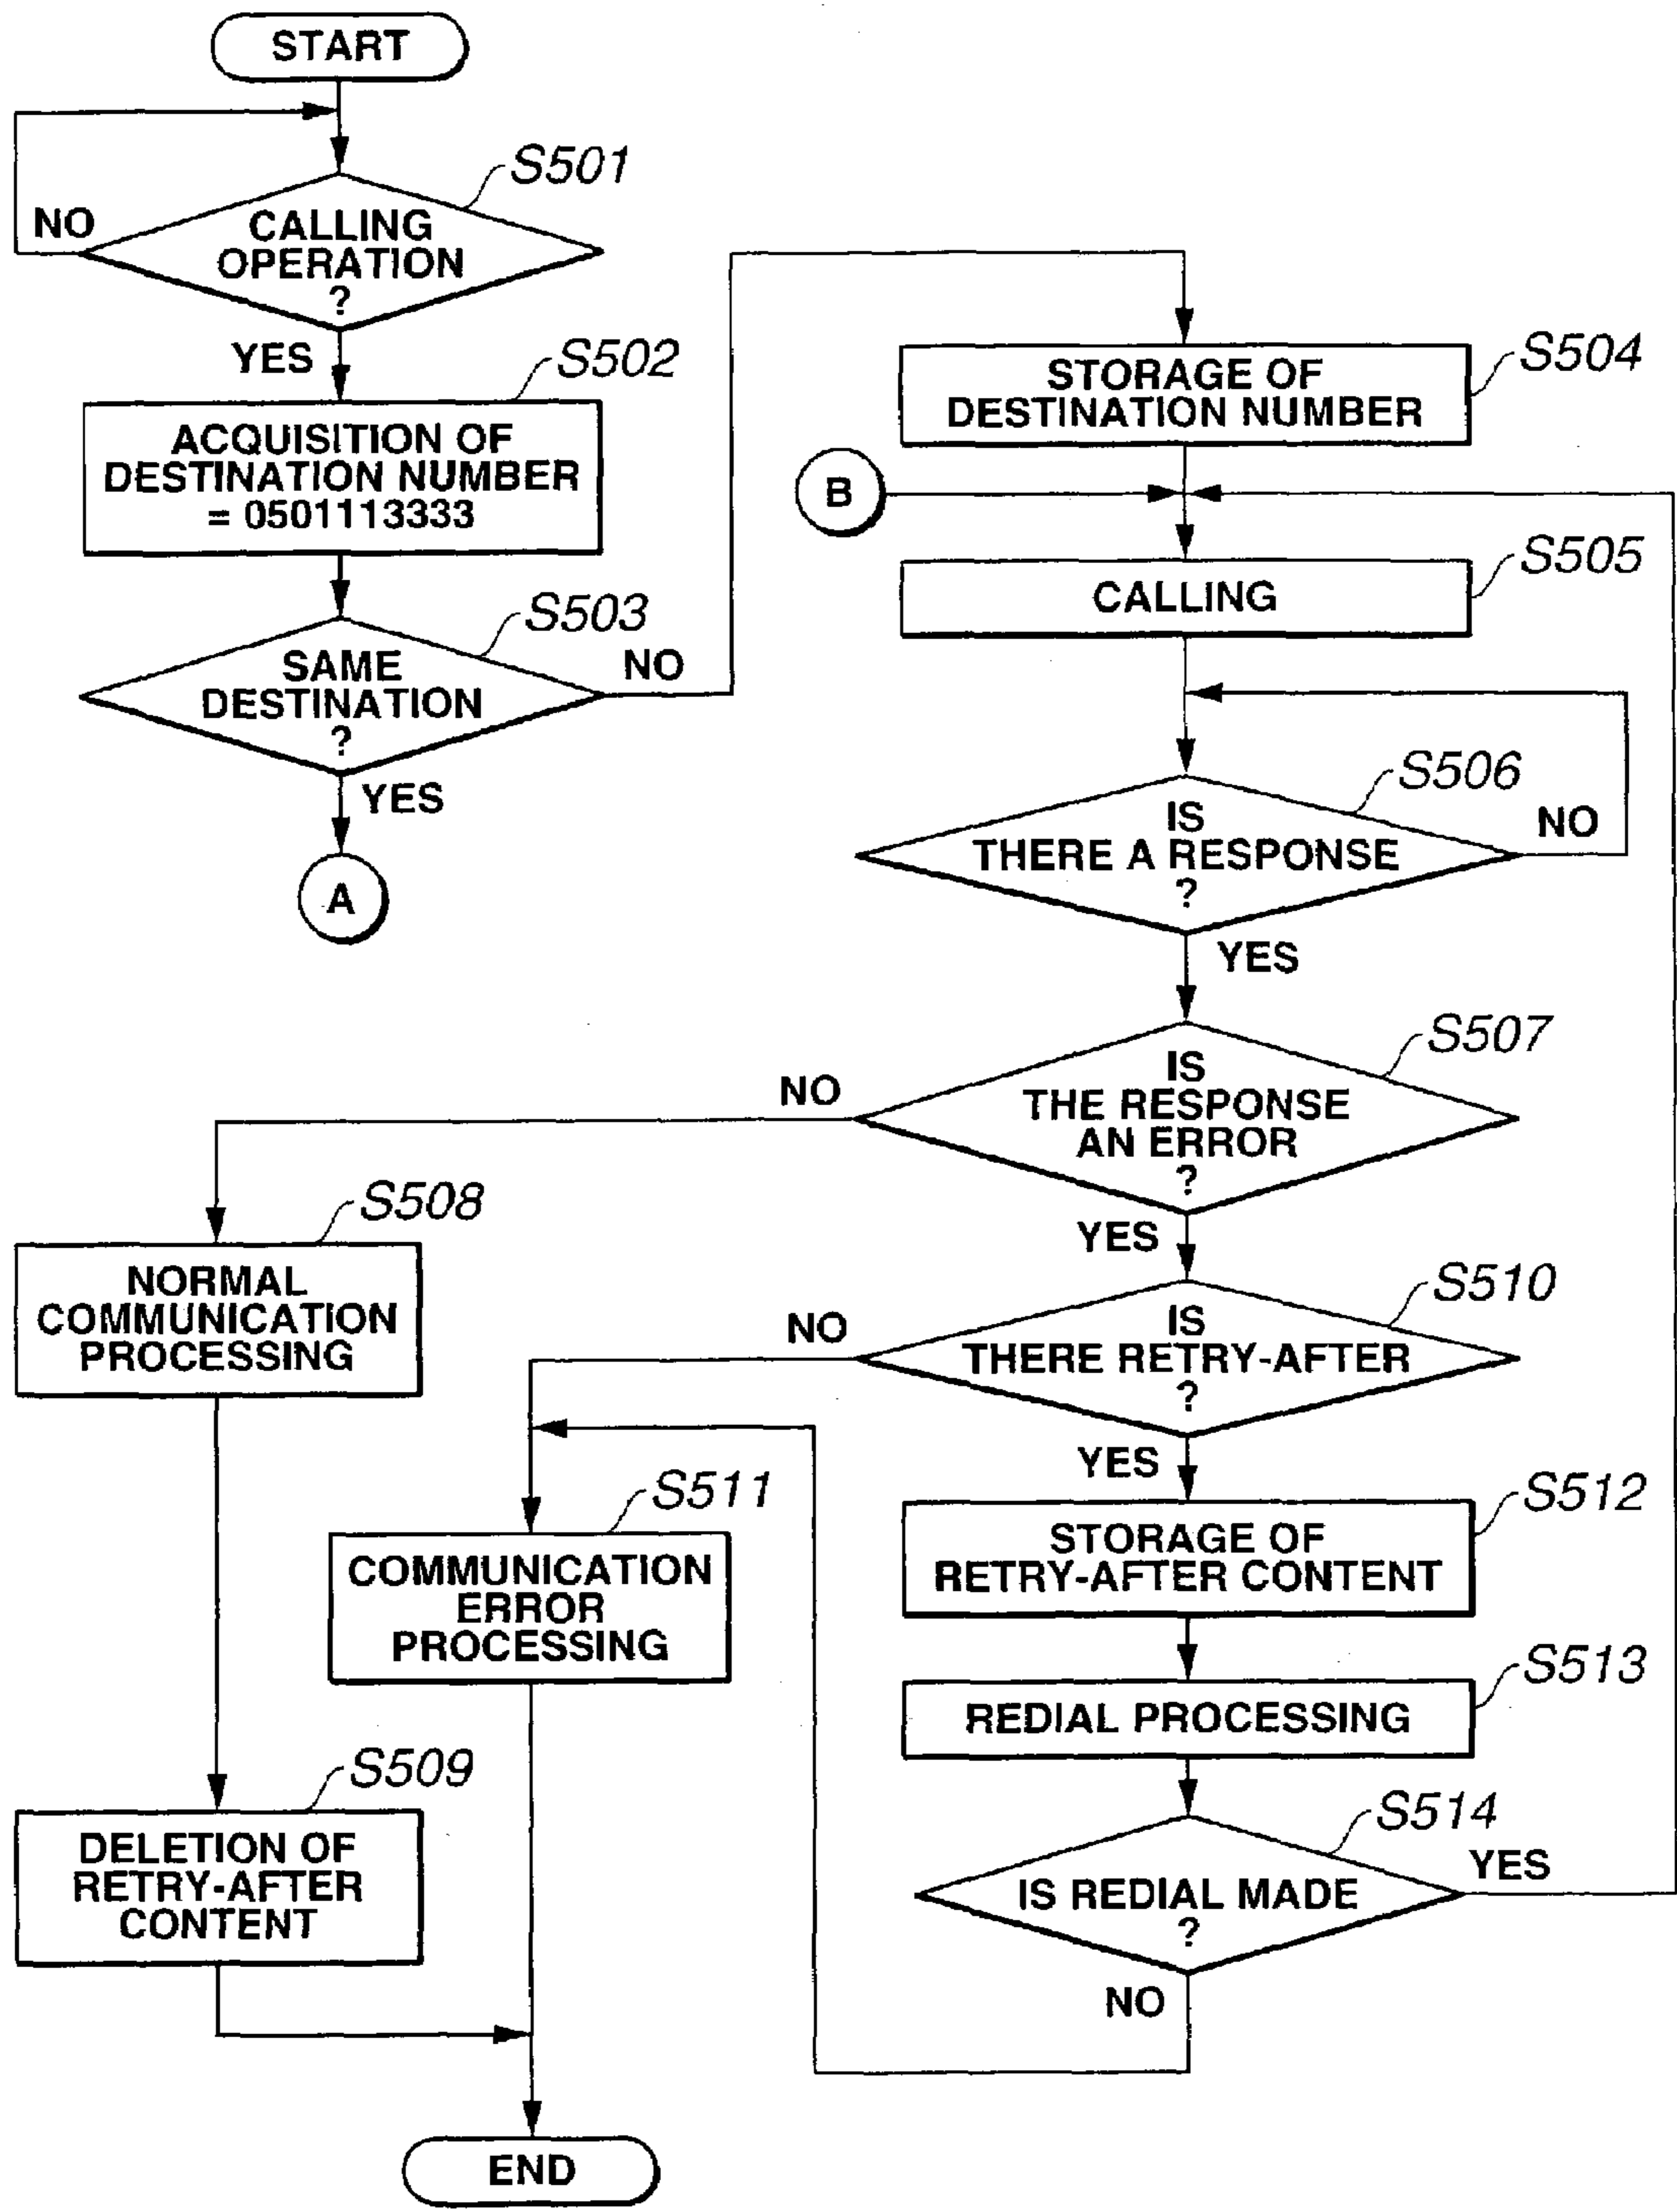 START
S501
NO
CALLING
OPERATION
?
YES
S502
ACQUISITION OF
DESTINATION NUMBER
= 0501113333
S503
SAME
DESTINATION
?
NO
YES
A
S504
STORAGE OF
DESTINATION NUMBER
B
S505
CALLING
S506
IS
THERE A RESPONSE
?
NO
YES
S507
IS
THE RESPONSE
AN ERROR
?
NO
YES
S508
NORMAL
COMMUNICATION
PROCESSING
S509
DELETION OF
RETRY-AFTER
CONTENT
S510
IS
THERE RETRY-AFTER
?
NO
YES
S511
COMMUNICATION
ERROR
PROCESSING
S512
STORAGE OF
RETRY-AFTER CONTENT
S513
REDIAL PROCESSING
S514
IS REDIAL MADE
?
YES
NO
END